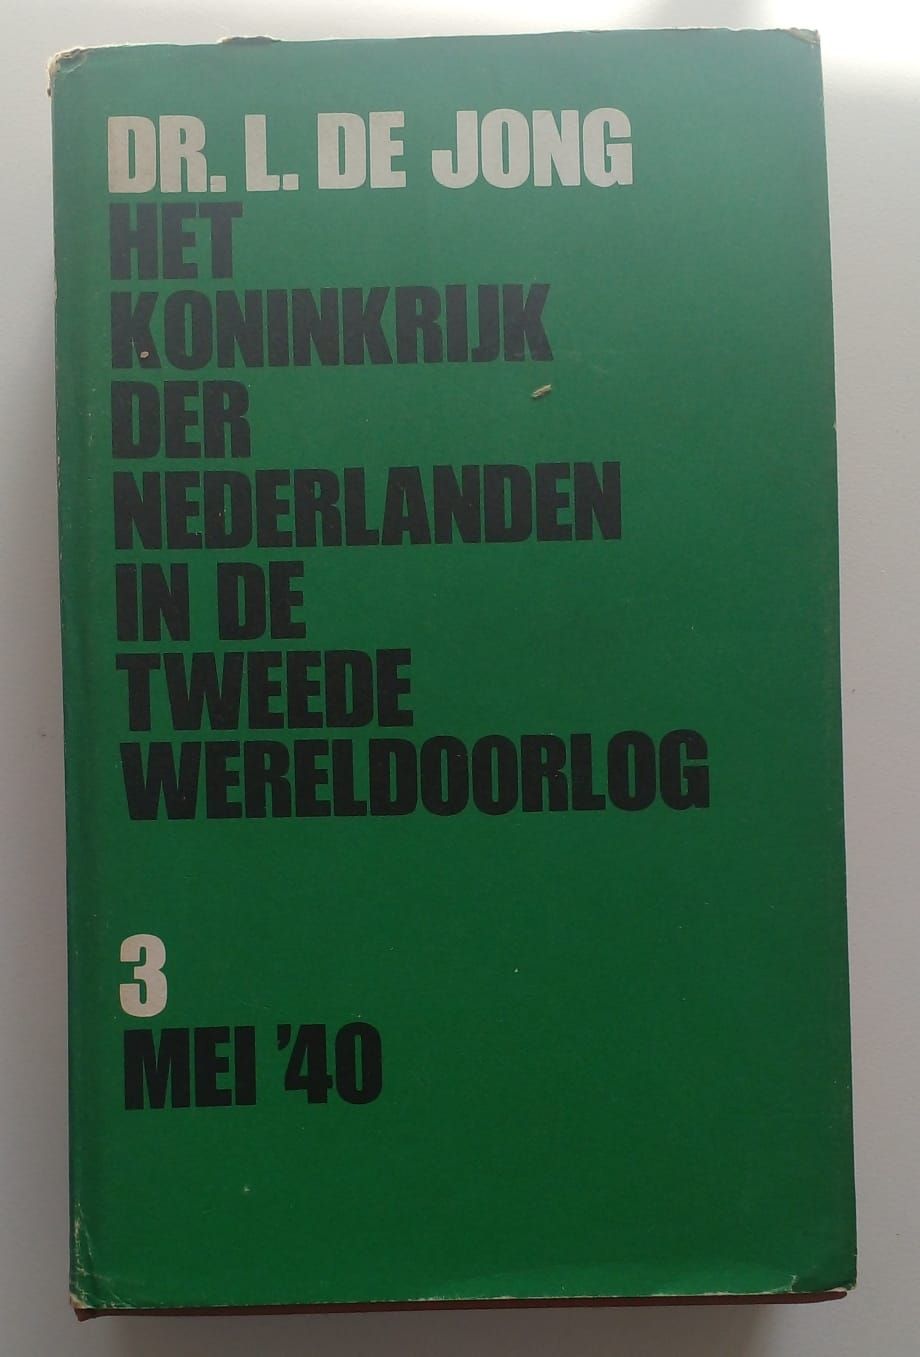 DR. L. DE JONG
HET
KONINKRIJK
DER
NEDERLANDEN
IN DE
TWEEDE
WERELDOORLOG
3
MEI '40